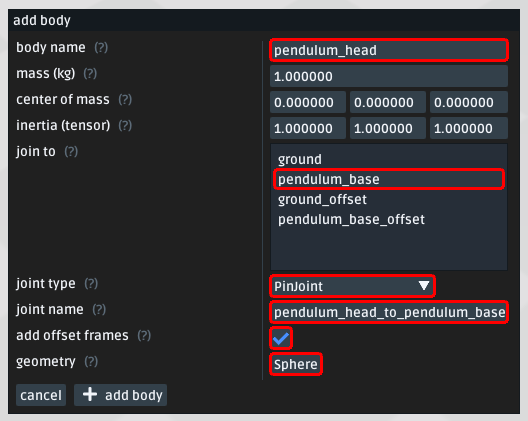 add body
body name (?) pendulum_head
mass (kg) (?) 1.000000
center of mass (?) 0.000000 0.000000 0.000000
inertia (tensor) (?) 1.000000 1.000000 1.000000
join to (?) ground
pendulum_base
ground_offset
pendulum_base_offset
joint type (?) PinJoint
joint name (?) pendulum_head_to_pendulum_base
add offset frames (?)
geometry (?) Sphere
cancel + add body